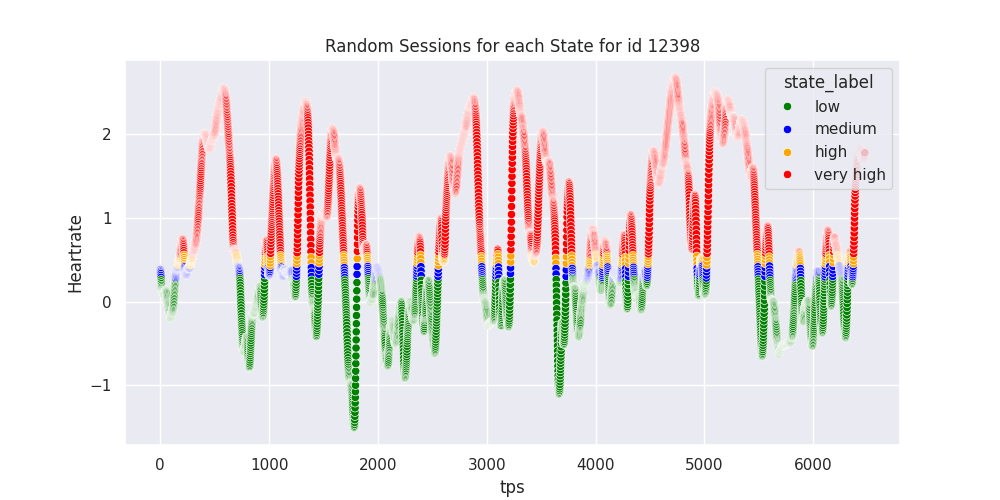 Random Sessions for each State for id 12398
state_label
low
medium
high
very high
Heartrate
2
1
0
−1
0 1000 2000 3000 4000 5000 6000
tps